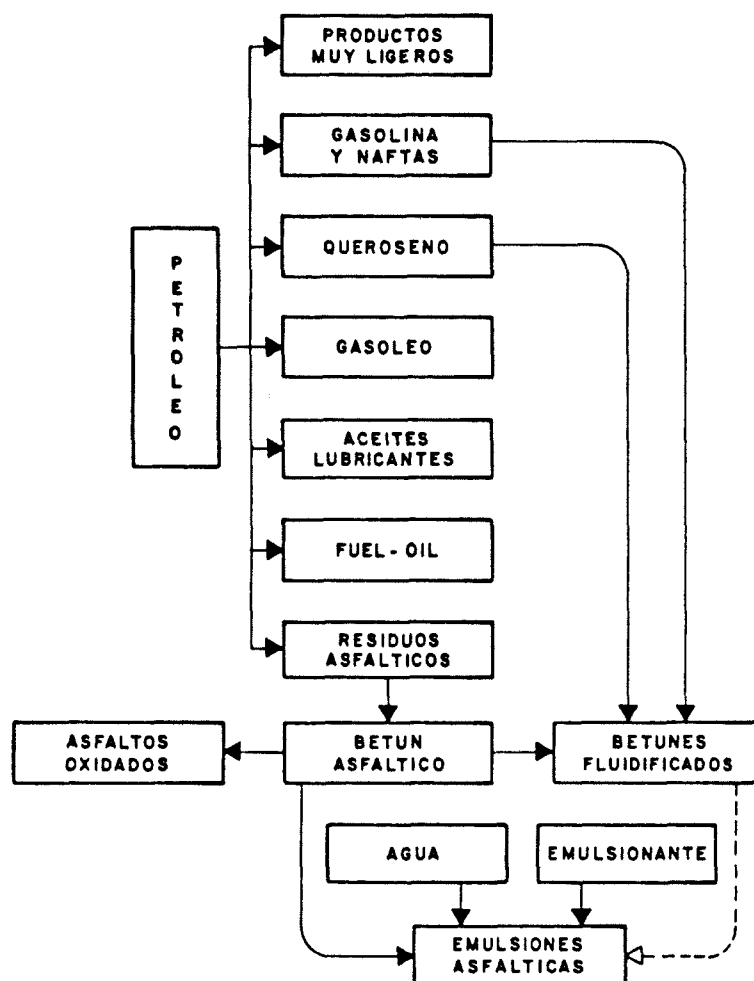 PRODUCTOS
MUY LIGEROS
GASOLINA
Y NAFTAS
PETROLEO
QUEROSENO
GASOLEO
ACEITES
LUBRICANTES
FUEL-OIL
RESIDUOS
ASFALTICOS
ASFALTOS
OXIDADOS
BETUN
ASFALTICO
BETUNES
FLUIDIFICADOS
AGUA
EMULSIONANTE
EMULSIONES
ASFALTICAS